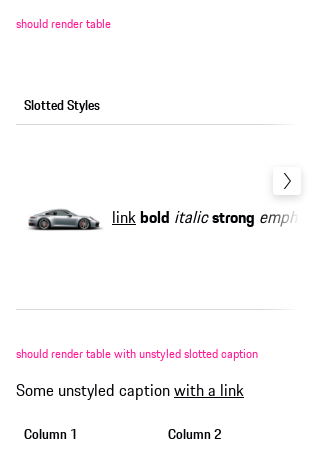 should render table
Slotted Styles
link bold italic strong emph
should render table with unstyled slotted caption
Some unstyled caption with a link
Column 1 Column 2